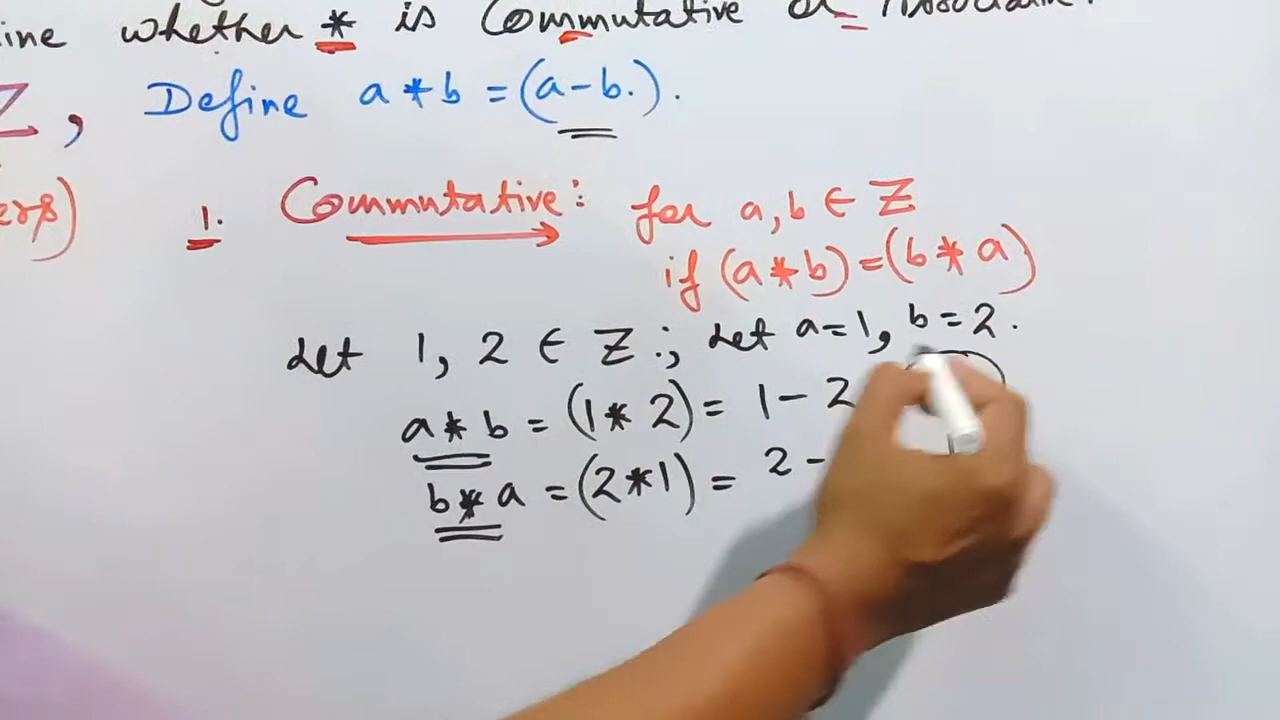 whether * is Commutative or
Z, Define a * b = (a - b.).
1. Commutative: for a, b ∈ Z
if (a * b) = (b * a)
Let 1, 2 ∈ Z .; Let a = 1, b = 2.
a * b = (1 * 2) = 1 - 2
b * a = (2 * 1) = 2 -